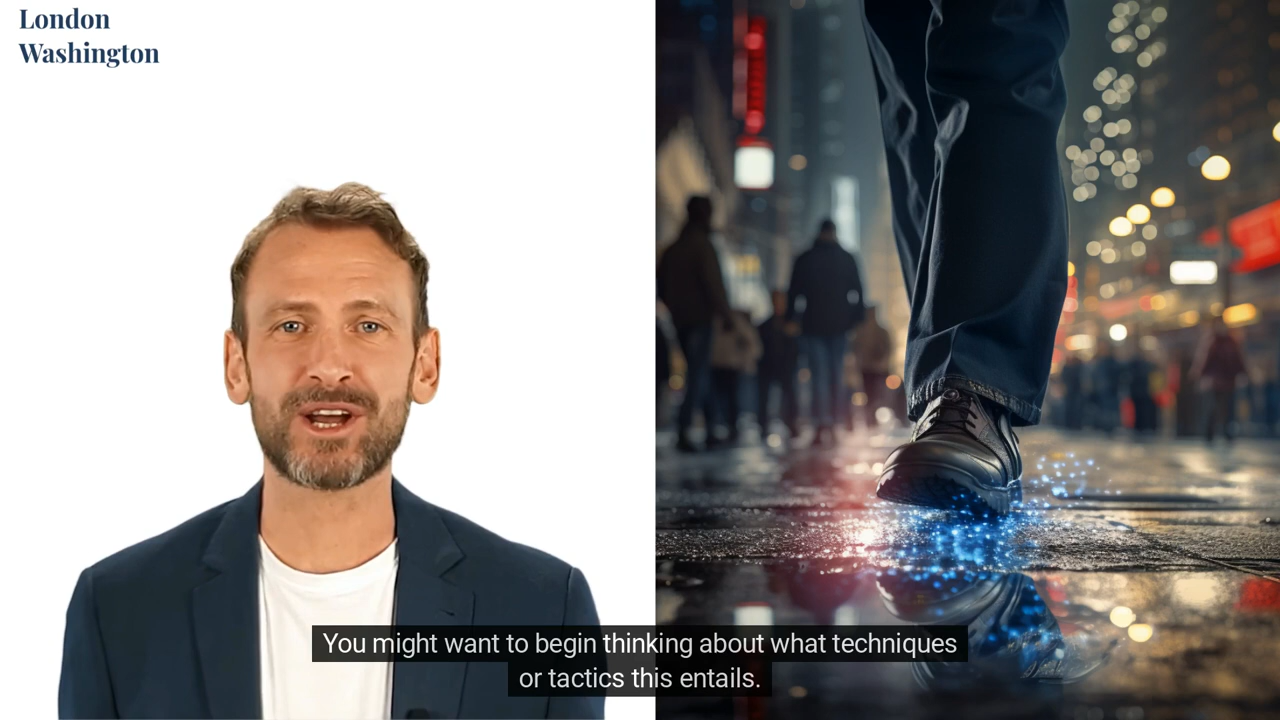 London
Washington
You might want to begin thinking about what techniques
or tactics this entails.